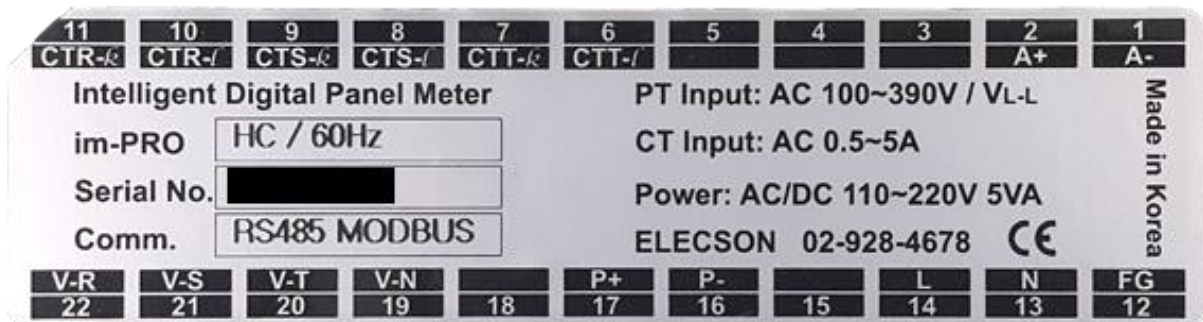 11 10 9 8 7 6 5 4 3 2 1
CTR-k CTR-l CTS-k CTS-l CTT-k CTT-l A+ A-
Intelligent Digital Panel Meter
im-PRO HC / 60Hz
Serial No.
Comm. RS485 MODBUS
PT Input: AC 100~390V / VL-L
CT Input: AC 0.5~5A
Power: AC/DC 110~220V 5VA
ELECSON 02-928-4678 CE
Made in Korea
V-R V-S V-T V-N P+ P- L N FG
22 21 20 19 18 17 16 15 14 13 12